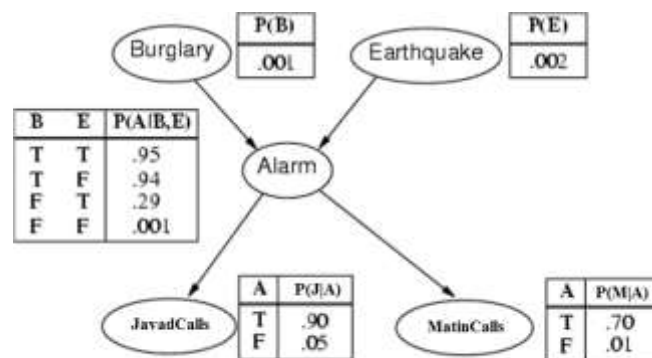 Burglary
P(B)
.001
Earthquake
P(E)
.002
B E P(A|B,E)
T T .95
T F .94
F T .29
F F .001
Alarm
JavadCalls
A P(J|A)
T .90
F .05
MatinCalls
A P(M|A)
T .70
F .01